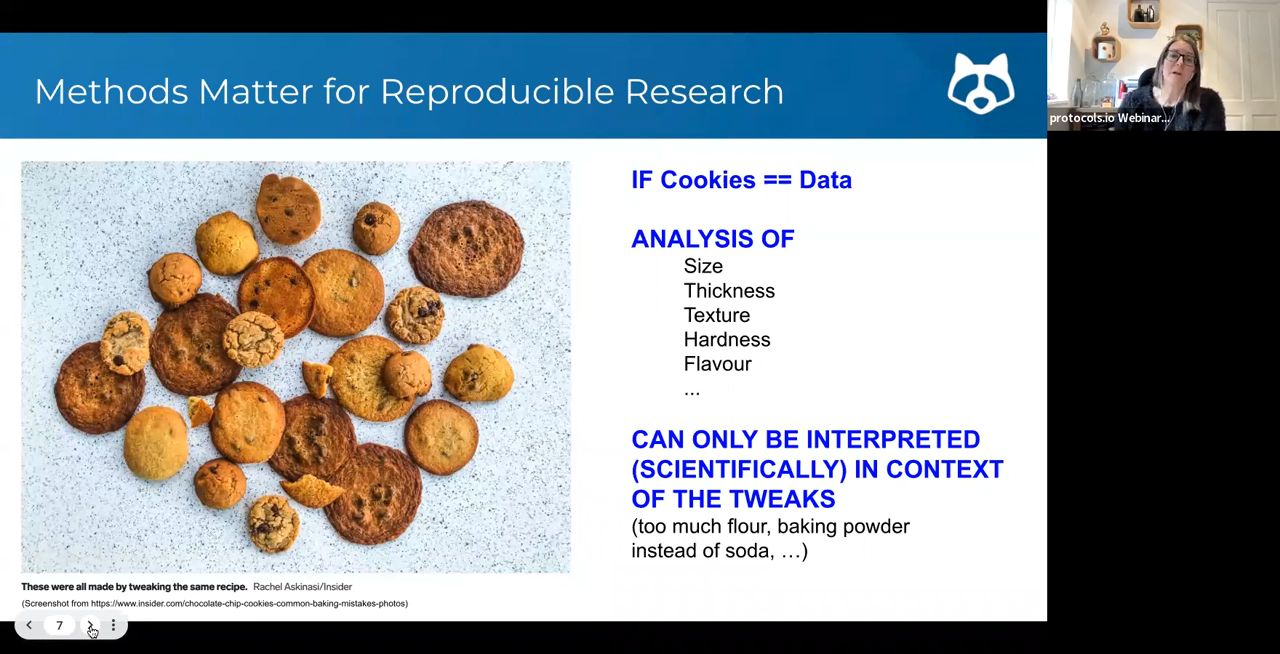 Methods Matter for Reproducible Research
protocols.io Webinar...
IF Cookies == Data
ANALYSIS OF
Size
Thickness
Texture
Hardness
Flavour
...
CAN ONLY BE INTERPRETED
(SCIENTIFICALLY) IN CONTEXT
OF THE TWEAKS
(too much flour, baking powder
instead of soda, …)
These were all made by tweaking the same recipe. Rachel Askinasi/Insider
(Screenshot from https://www.insider.com/chocolate-chip-cookies-common-baking-mistakes-photos)
7